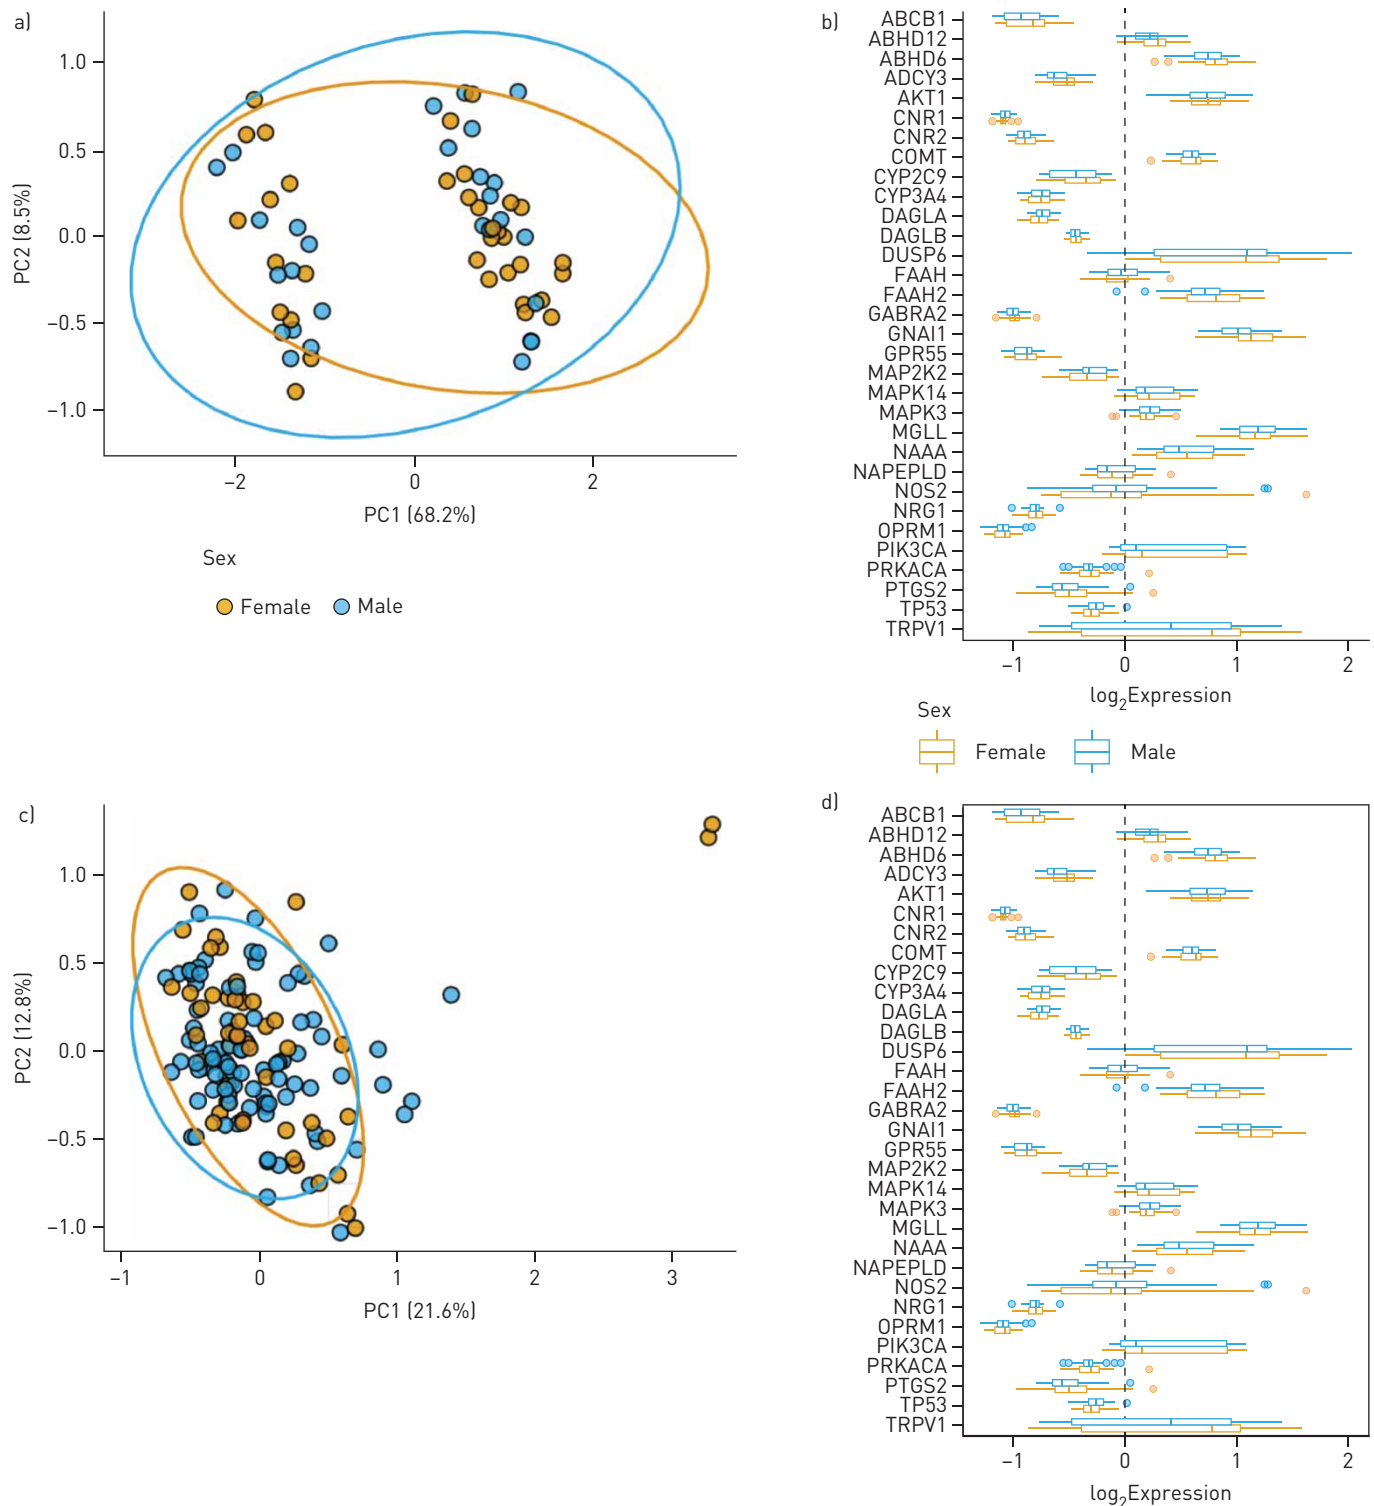 a)
1.0
0.5
0.0
−0.5
−1.0
PC2 (8.5%)
−2
0
2
PC1 (68.2%)
Sex
Female
Male
b)
ABCB1
ABHD12
ABHD6
ADCY3
AKT1
CNR1
CNR2
COMT
CYP2C9
CYP3A4
DAGLA
DAGLB
DUSP6
FAAH
FAAH2
GABRA2
GNAI1
GPR55
MAP2K2
MAPK14
MAPK3
MGLL
NAAA
NAPEPLD
NOS2
NRG1
OPRM1
PIK3CA
PRKACA
PTGS2
TP53
TRPV1
−1
0
1
2
log2Expression
Sex
Female
Male
c)
1.0
0.5
0.0
−0.5
−1.0
PC2 (12.8%)
−1
0
1
2
3
PC1 (21.6%)
d)
ABCB1
ABHD12
ABHD6
ADCY3
AKT1
CNR1
CNR2
COMT
CYP2C9
CYP3A4
DAGLA
DAGLB
DUSP6
FAAH
FAAH2
GABRA2
GNAI1
GPR55
MAP2K2
MAPK14
MAPK3
MGLL
NAAA
NAPEPLD
NOS2
NRG1
OPRM1
PIK3CA
PRKACA
PTGS2
TP53
TRPV1
−1
0
1
2
log2Expression